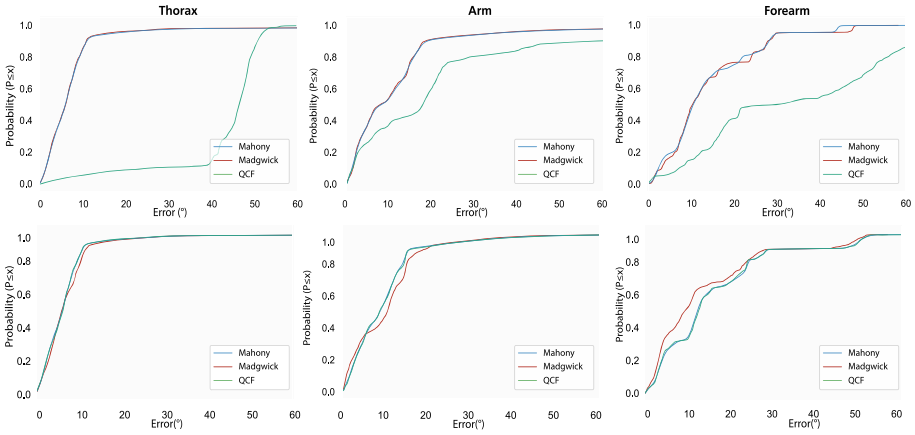 Thorax Arm Forearm
1.0 1.0 1.0
0.8 0.8 0.8
0.6 0.6 0.6
0.4 0.4 0.4
0.2 0.2 0.2
0.0 0.0 0.0
Probability (P≤x) Probability (P≤x) Probability (P≤x)
Mahony Mahony Mahony
Madgwick Madgwick Madgwick
QCF QCF QCF
0 10 20 30 40 50 60 0 10 20 30 40 50 60 0 10 20 30 40 50 60
Error (°) Error (°) Error (°)
1.0 1.0 1.0
0.8 0.8 0.8
0.6 0.6 0.6
0.4 0.4 0.4
0.2 0.2 0.2
0.0 0.0 0.0
Probability (P≤x) Probability (P≤x) Probability (P≤x)
Mahony Mahony Mahony
Madgwick Madgwick Madgwick
QCF QCF QCF
0 10 20 30 40 50 60 0 10 20 30 40 50 60 0 10 20 30 40 50 60
Error(°) Error(°) Error(°)